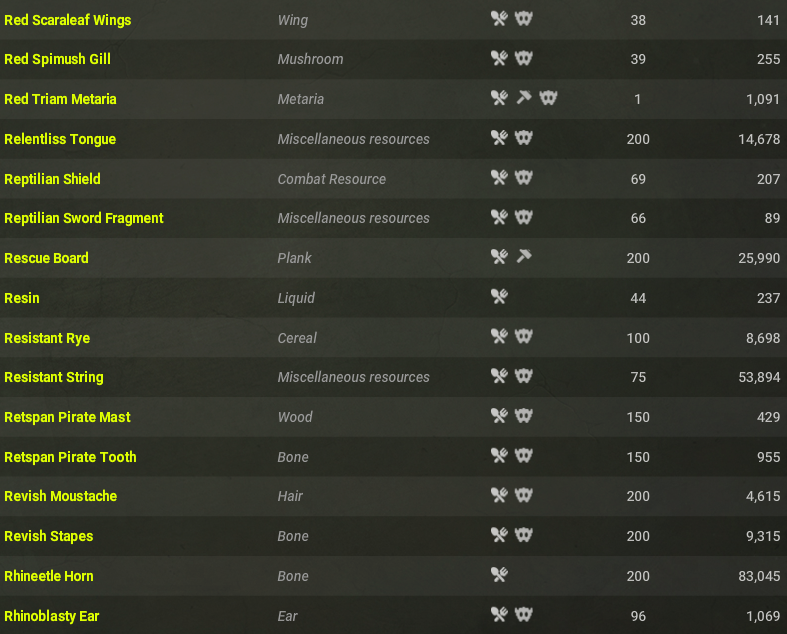 Red Scaraleaf Wings Wing 38 141
Red Spimush Gill Mushroom 39 255
Red Triam Metaria Metaria 1 1,091
Relentliss Tongue Miscellaneous resources 200 14,678
Reptilian Shield Combat Resource 69 207
Reptilian Sword Fragment Miscellaneous resources 66 89
Rescue Board Plank 200 25,990
Resin Liquid 44 237
Resistant Rye Cereal 100 8,698
Resistant String Miscellaneous resources 75 53,894
Retspan Pirate Mast Wood 150 429
Retspan Pirate Tooth Bone 150 955
Revish Moustache Hair 200 4,615
Revish Stapes Bone 200 9,315
Rhineetle Horn Bone 200 83,045
Rhinoblasty Ear Ear 96 1,069